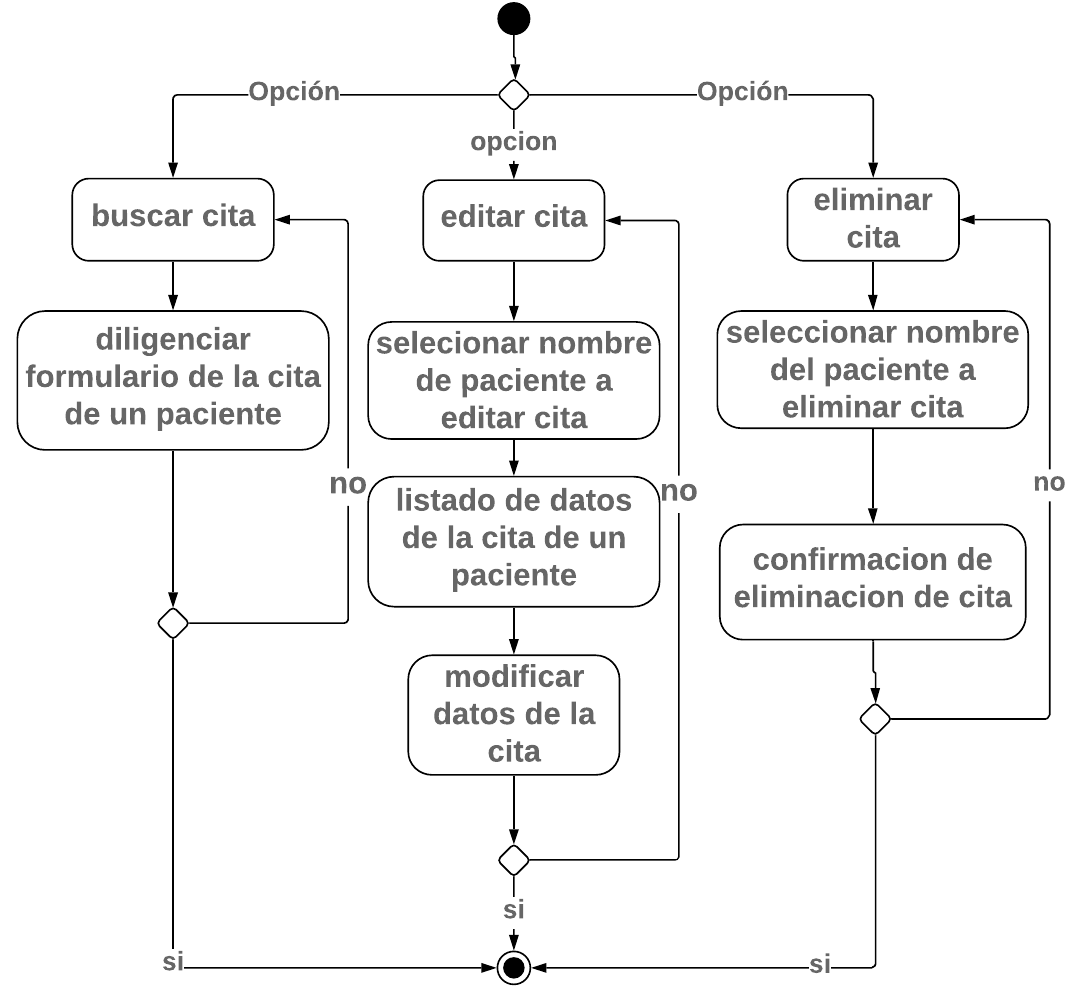 Opción
Opción
opcion
buscar cita
editar cita
eliminar
cita
diligenciar
formulario de la cita
de un paciente
selecionar nombre
de paciente a
editar cita
seleccionar nombre
del paciente a
eliminar cita
no
no
no
listado de datos
de la cita de un
paciente
confirmacion de
eliminacion de cita
modificar
datos de la
cita
si
si
si